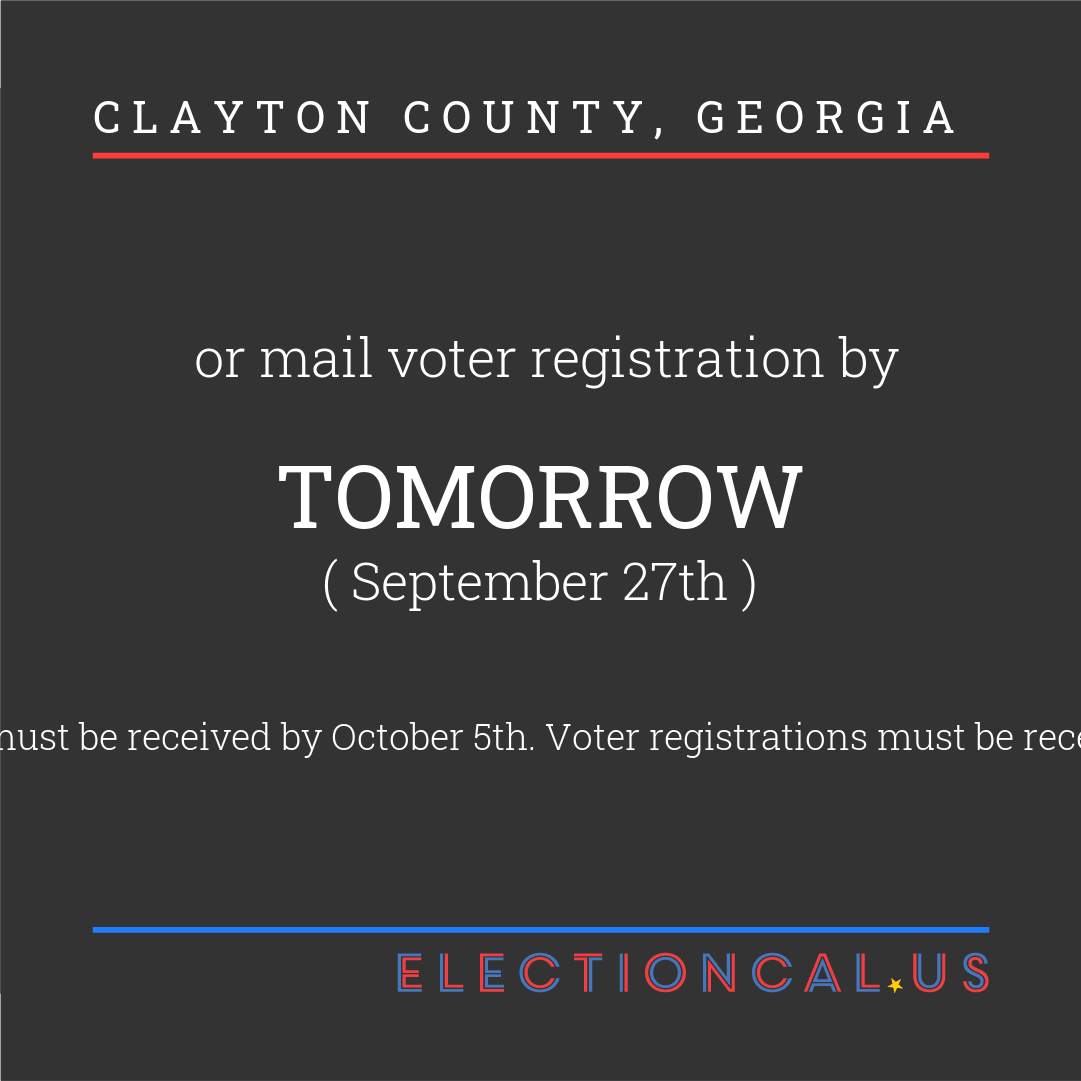 CLAYTON COUNTY, GEORGIA
or mail voter registration by
TOMORROW
( September 27th )
must be received by October 5th. Voter registrations must be
ELECTIONCAL.US